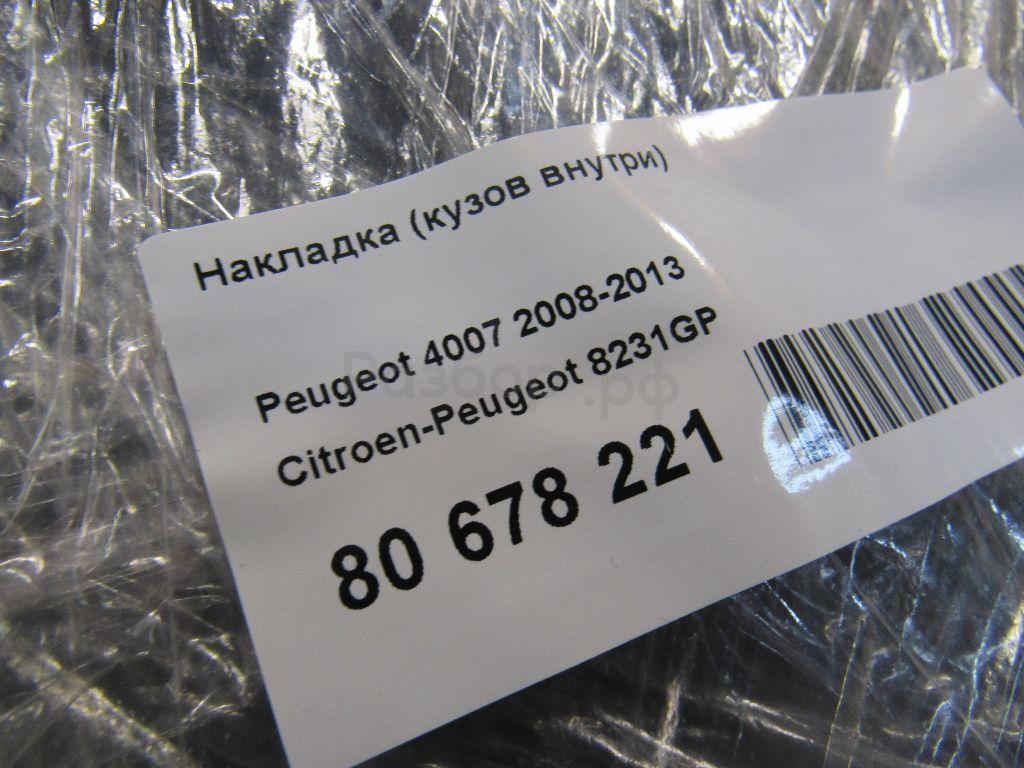 Накладка (кузов внутри)
Peugeot 4007 2008-2013
Citroen-Peugeot 8231GP
80 678 221